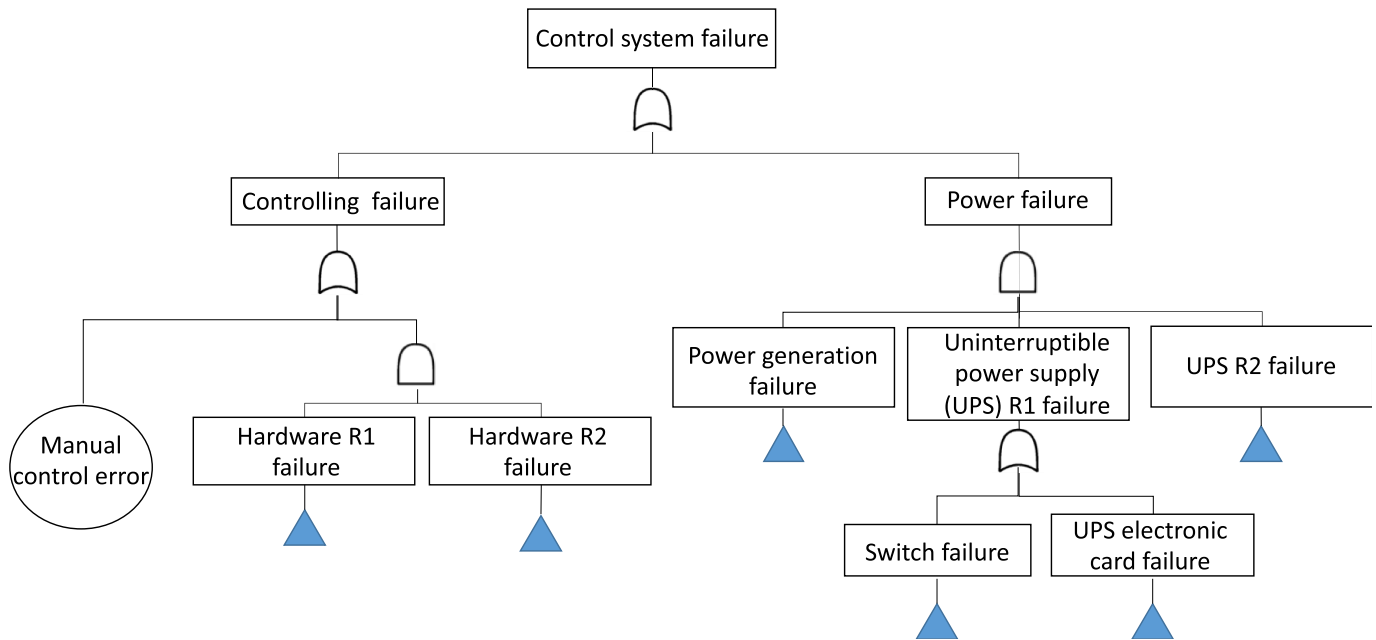 Control system failure
Controlling failure
Power failure
Power generation
failure
Uninterruptible
power supply
(UPS) R1 failure
UPS R2 failure
Manual
control error
Hardware R1
failure
Hardware R2
failure
Switch failure
UPS electronic
card failure